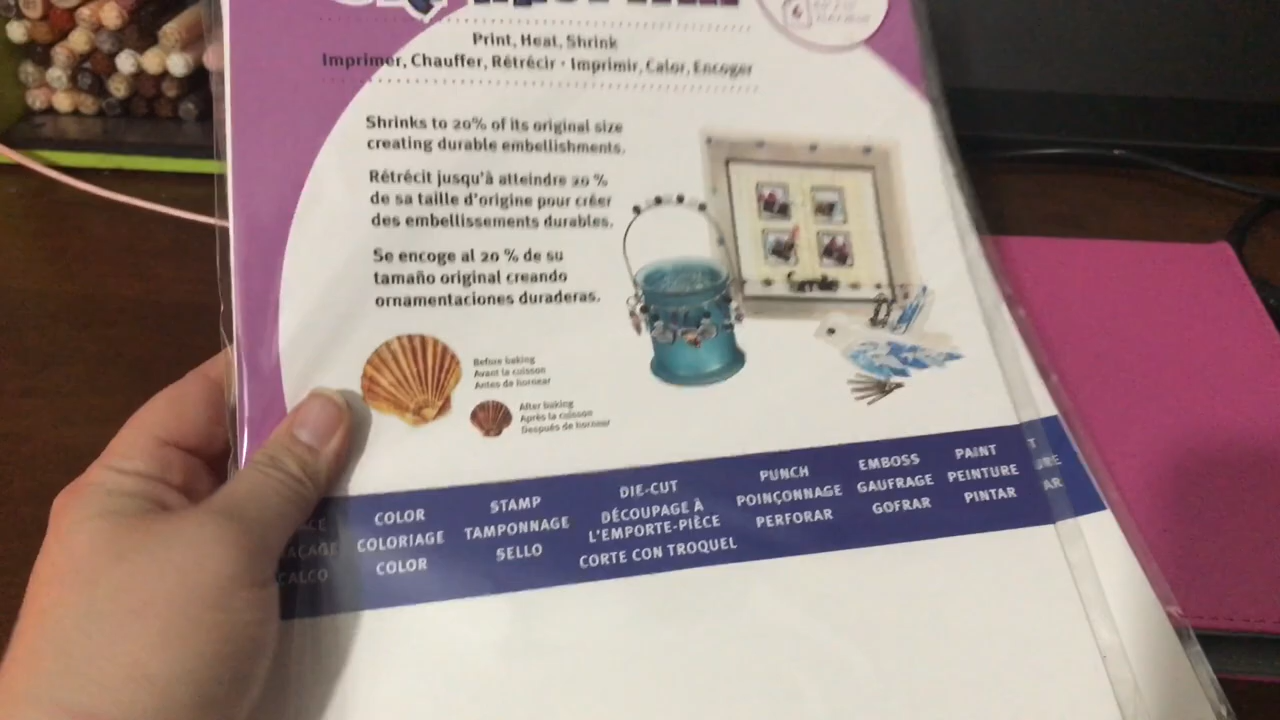 Print, Heat, Shrink
Imprimer, Chauffer, Rétrécir · Imprimir, Calor, Encoger
Shrinks to 20% of its original size
creating durable embellishments.
Rétrécit jusqu'à atteindre 20 %
de sa taille d'origine pour créer
des embellissements durables.
Se encoge al 20 % de su
tamaño original creando
ornamentaciones duraderas.
Smile
Before baking
Avant la cuisson
Antes de hornear
After baking
Après la cuisson
Después de hornear
COLOR
COLORIAGE
COLOR
STAMP
TAMPONNAGE
SELLO
DIE-CUT
DÉCOUPAGE À
L'EMPORTE-PIÈCE
CORTE CON TROQUEL
PUNCH
POINÇONNAGE
PERFORAR
EMBOSS
GAUFRAGE
GOFRAR
PAINT
PEINTURE
PINTAR
CALCO